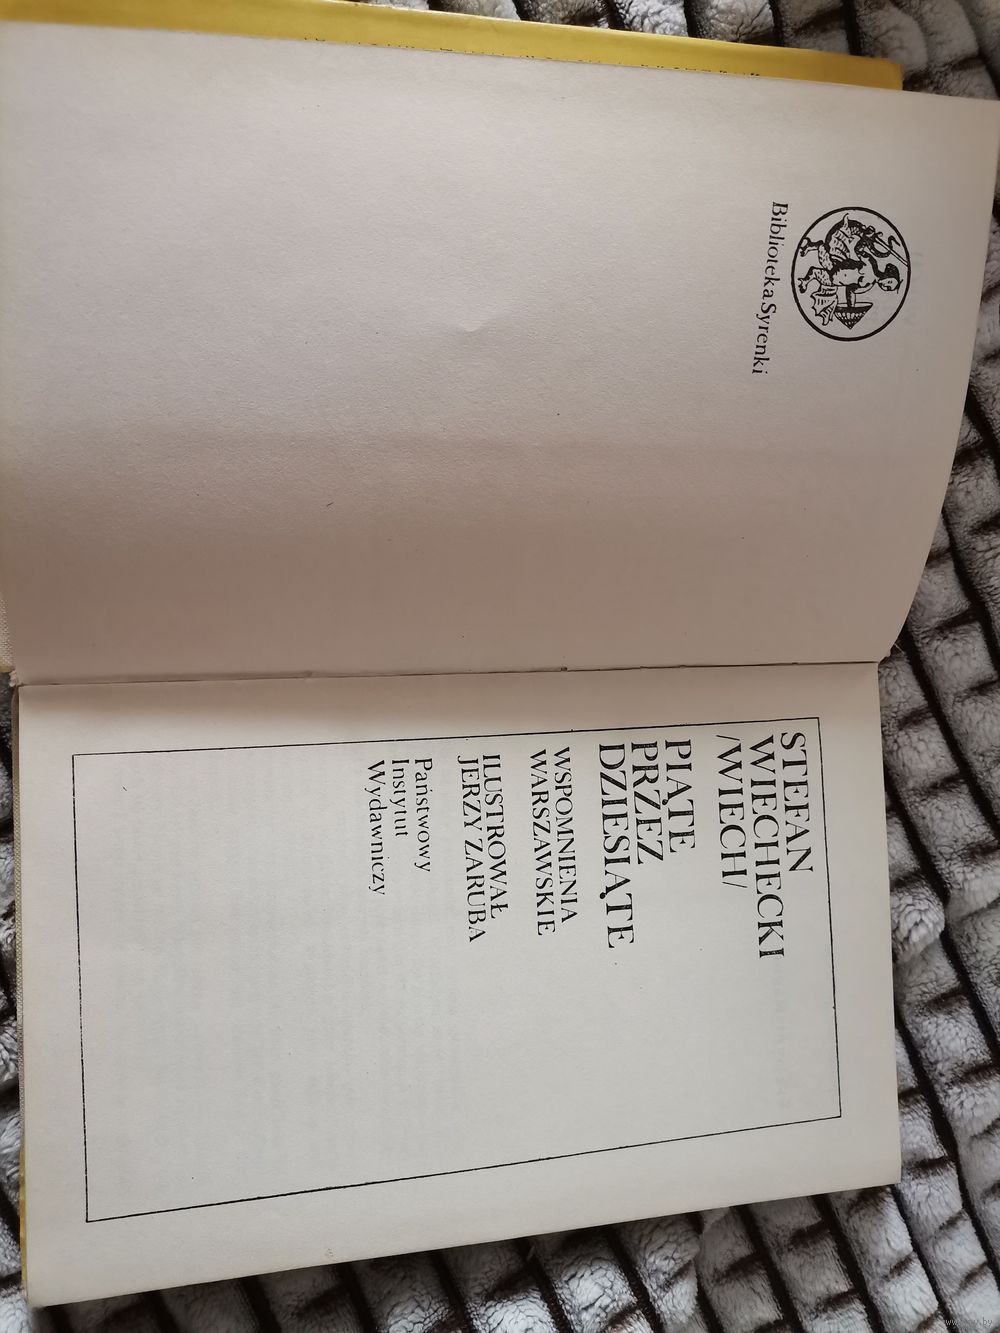 Biblioteka Syrenki
STEFAN
WIECHECKI
/WIECH/
PIĄTE
PRZEZ
DZIESIĄTE
WSPOMNIENIA
WARSZAWSKIE
ILUSTROWAŁ
JERZY ZARUBA
Państwowy
Instytut
Wydawniczy